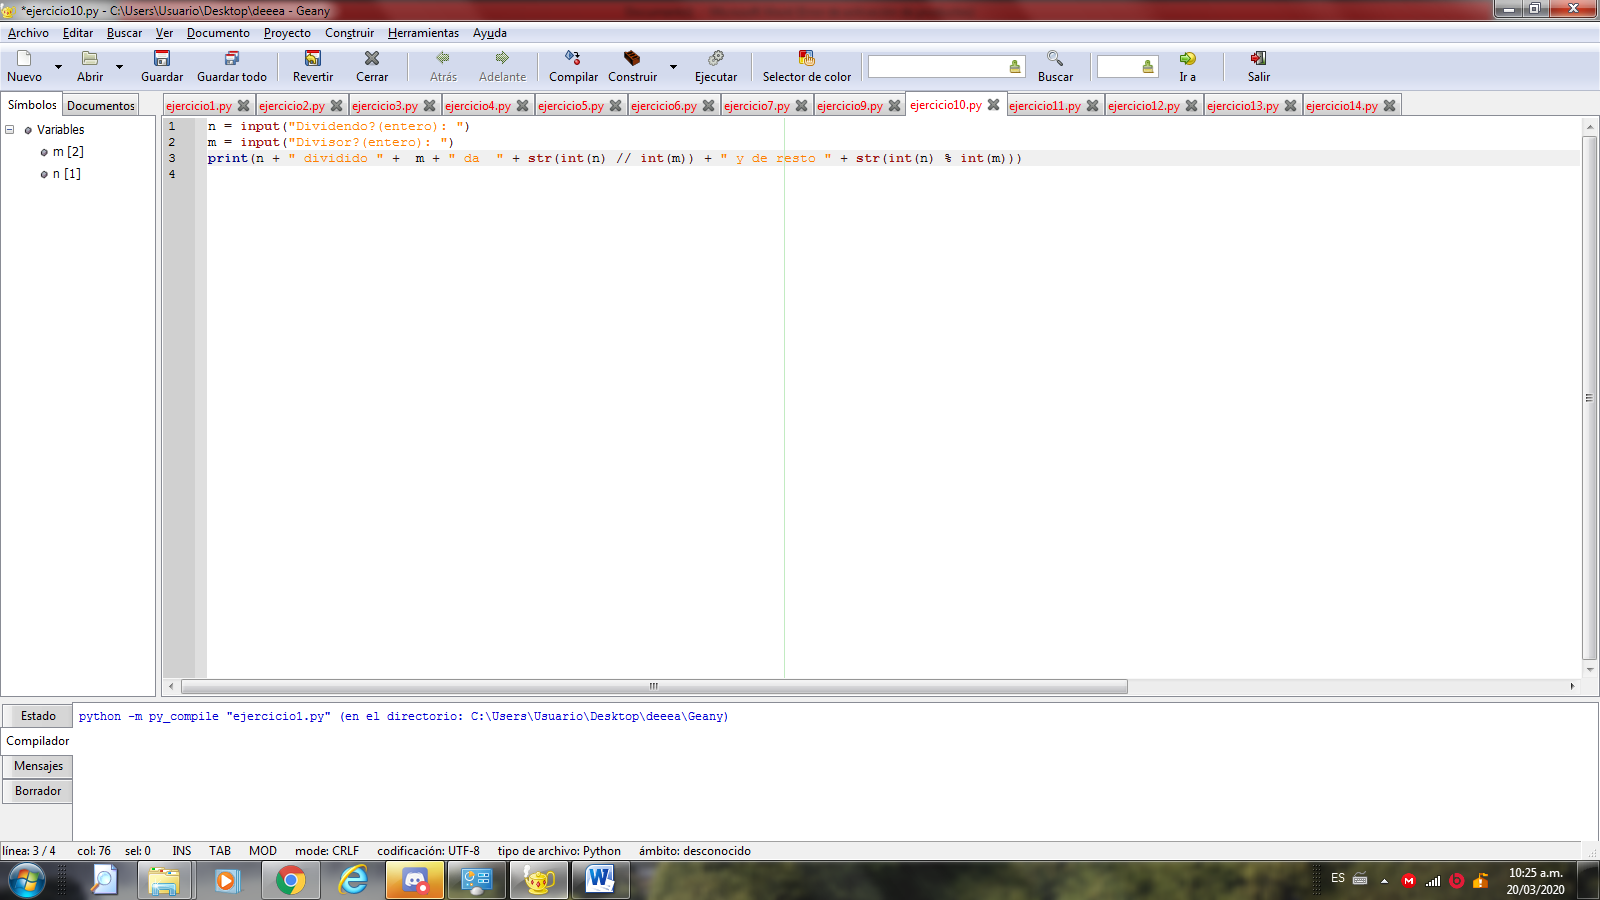 *ejercicio10.py - C:\Users\Usuario\Desktop\deeea - Geany
Archivo Editar Buscar Ver Documento Proyecto Construir Herramientas Ayuda
Nuevo Abrir Guardar Guardar todo Revertir Cerrar Atrás Adelante Compilar Construir Ejecutar Selector de color Buscar Ir a Salir
Símbolos Documentos ejercicio1.py ejercicio2.py ejercicio3.py ejercicio4.py ejercicio5.py ejercicio6.py ejercicio7.py ejercicio9.py ejercicio10.py ejercicio11.py ejercicio12.py ejercicio13.py ejercicio14.py
Variables
m [2]
n [1]
1 n = input("Dividendo?(entero): ")
2 m = input("Divisor?(entero): ")
3 print(n + " dividido " +  m + " da  " + str(int(n) // int(m)) + " y de resto " + str(int(n) % int(m)))
4
Estado
Compilador
Mensajes
Borrador
python -m py_compile "ejercicio1.py" (en el directorio: C:\Users\Usuario\Desktop\deeea\Geany)
línea: 3 / 4 col: 76 sel: 0 INS TAB MOD mode: CRLF codificación: UTF-8 tipo de archivo: Python ámbito: desconocido
ES 10:25 a.m.
20/03/2020